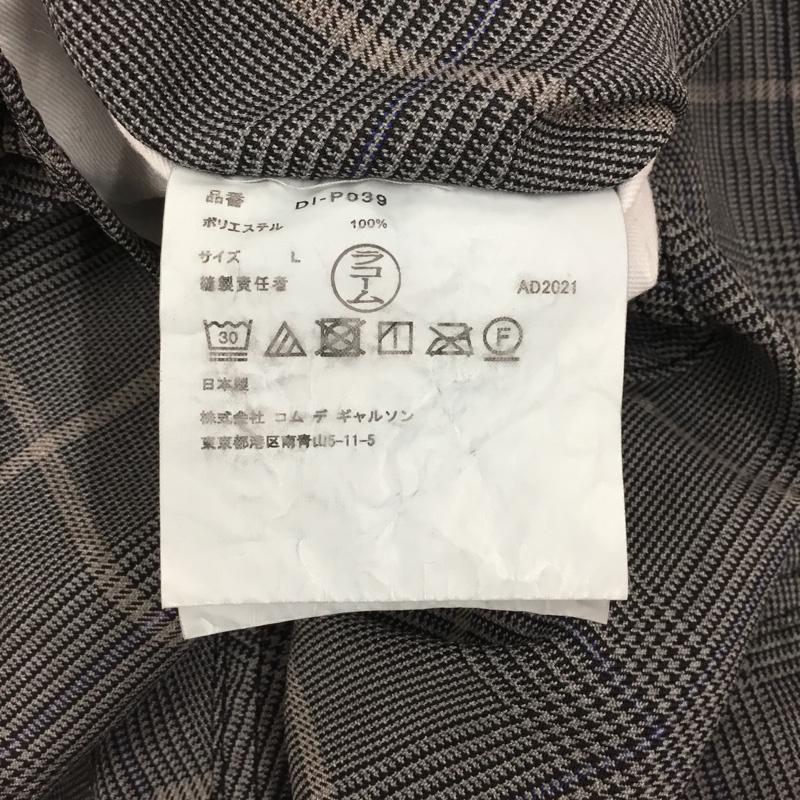 品番 DI-P039
ポリエステル 100%
サイズ L
縫製責任者 ラコーム AD2021
30 F
日本製
株式会社 コム デ ギャルソン
東京都港区南青山5-11-5